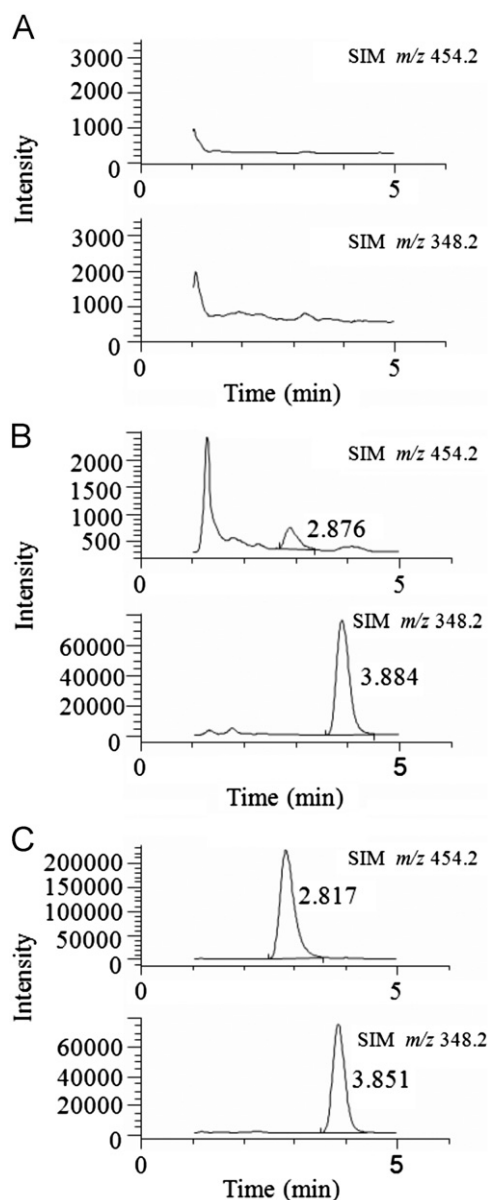 A
SIM m/z 454.2
3000
2000
1000
0
0
5
SIM m/z 348.2
3000
2000
1000
0
0
5
Intensity
Time (min)
B
SIM m/z 454.2
2000
1500
1000
500
2.876
0
5
SIM m/z 348.2
60000
40000
20000
0
3.884
0
5
Intensity
Time (min)
C
SIM m/z 454.2
200000
150000
100000
50000
0
2.817
0
5
SIM m/z 348.2
60000
40000
20000
0
3.851
0
5
Intensity
Time (min)